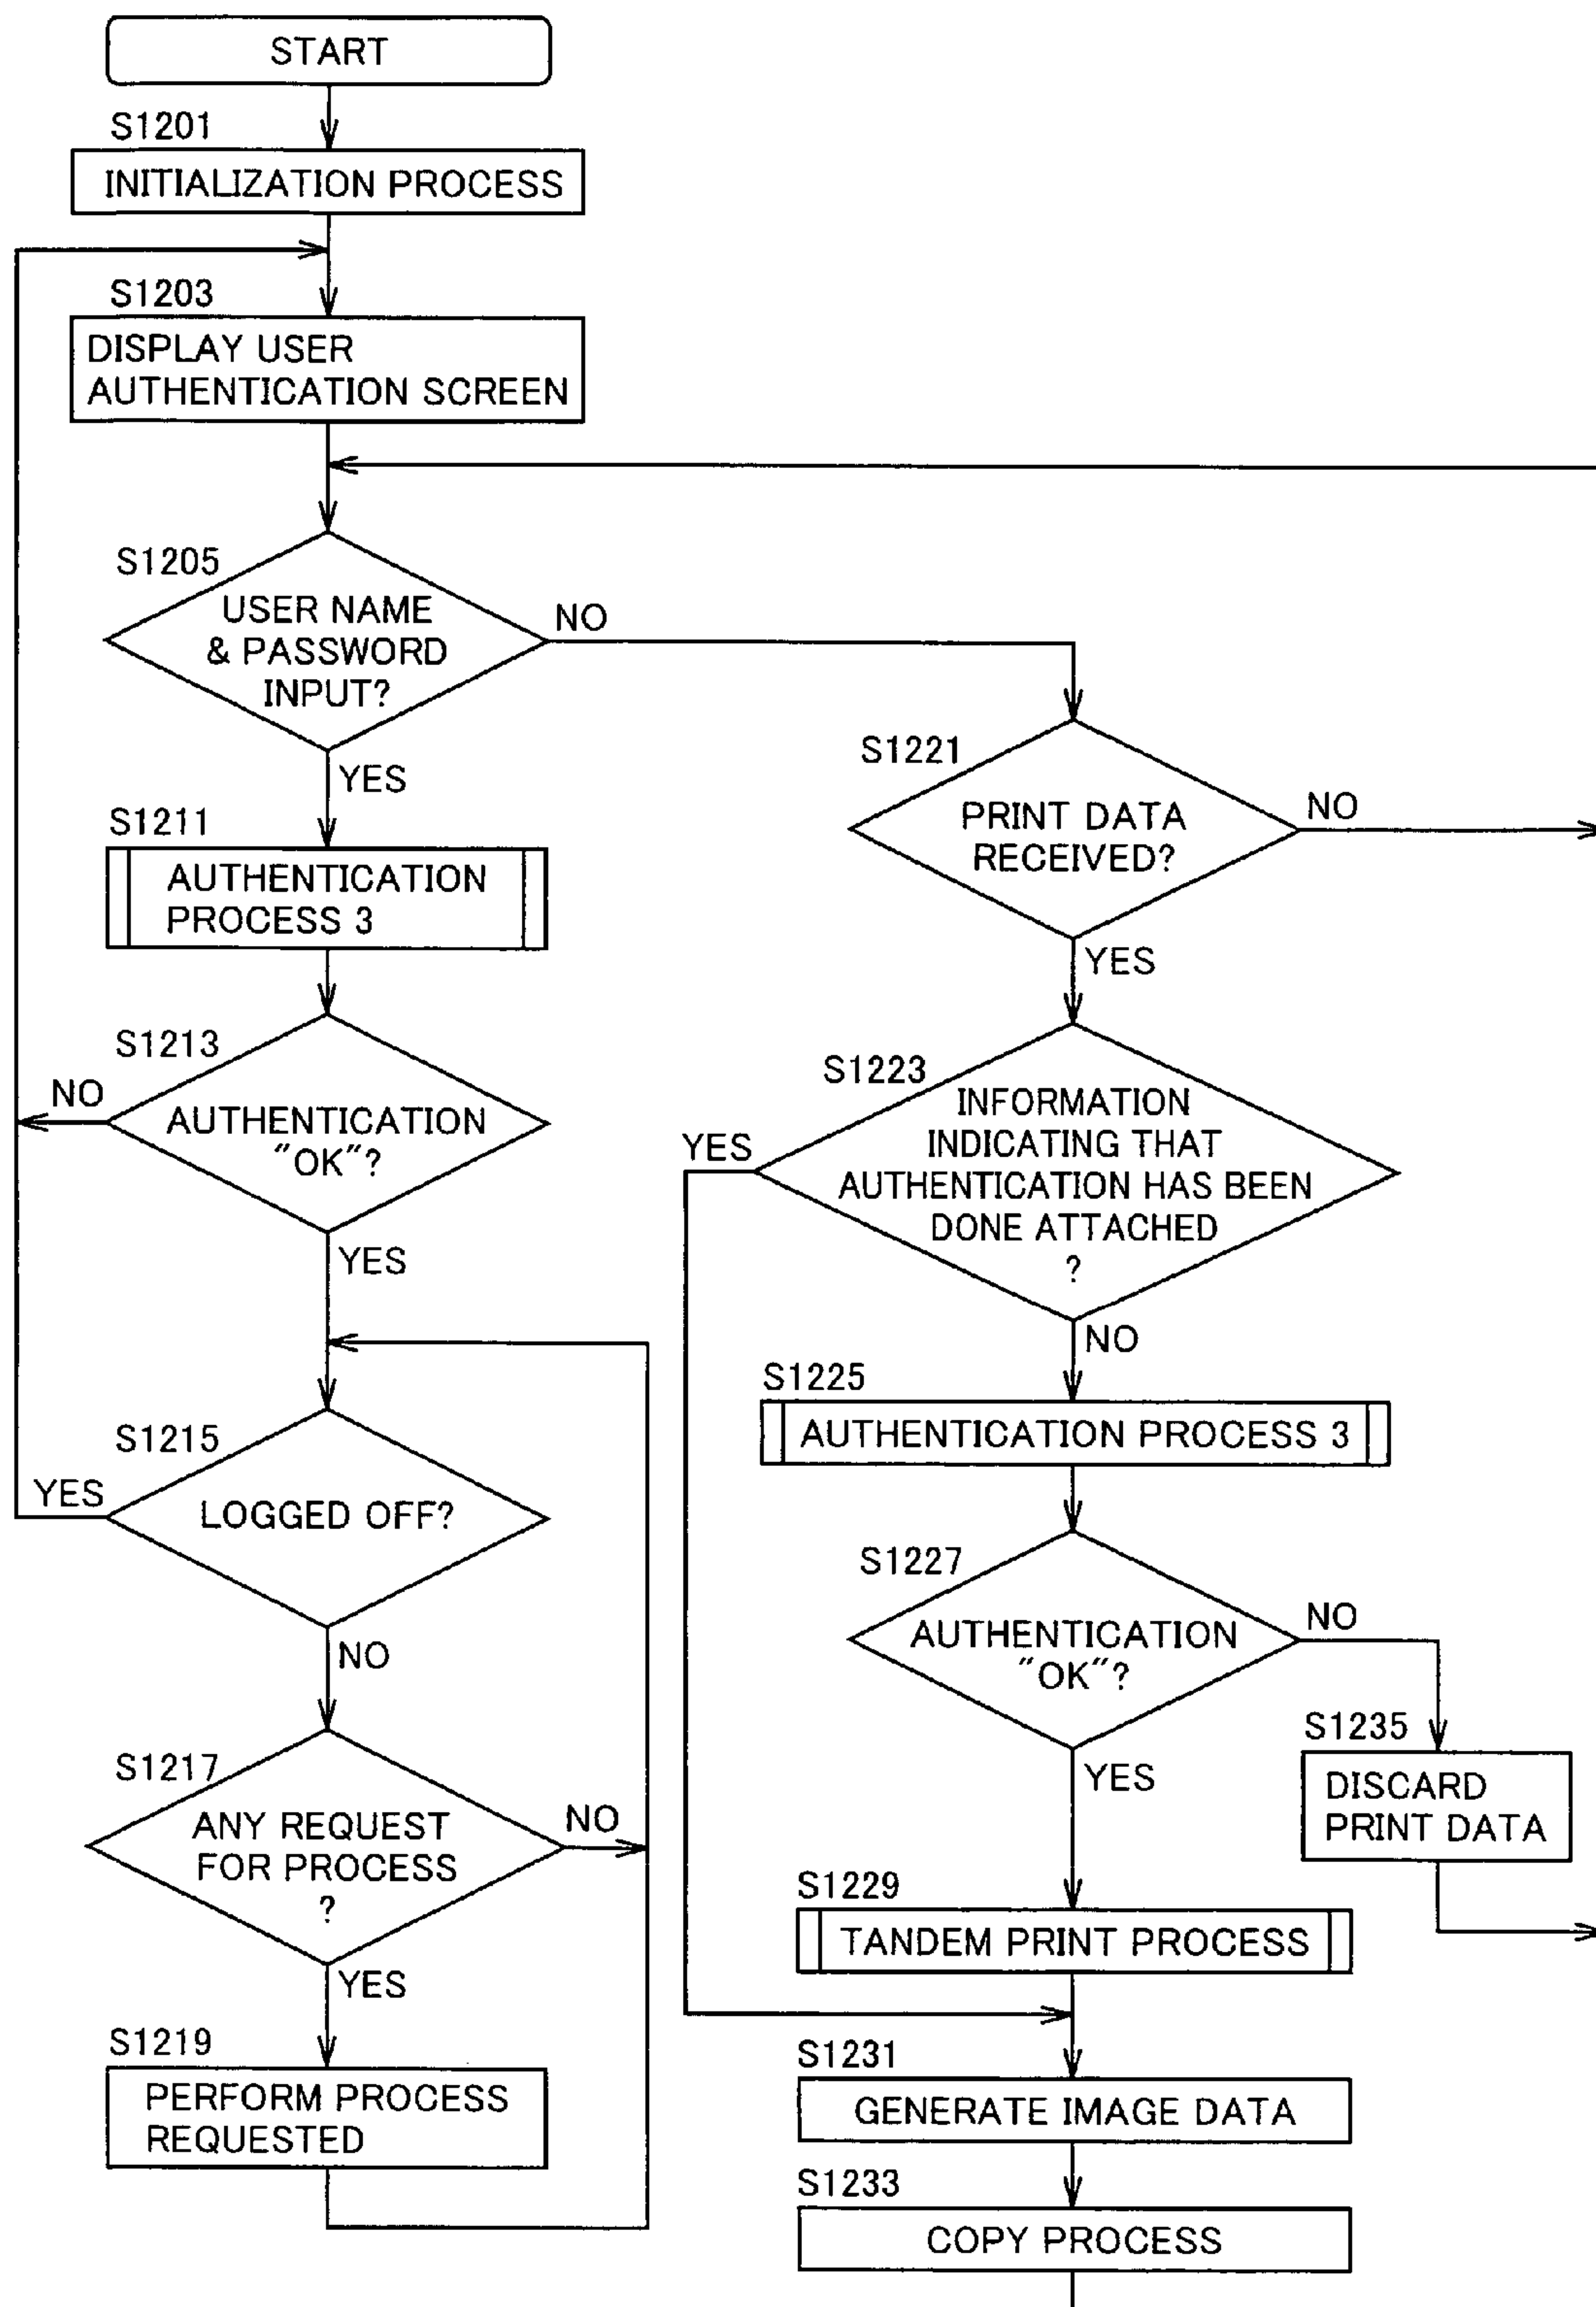 START
S1201
INITIALIZATION PROCESS
S1203
DISPLAY USER
AUTHENTICATION SCREEN
S1205
USER NAME
& PASSWORD
INPUT?
NO
YES
S1211
AUTHENTICATION
PROCESS 3
S1213
AUTHENTICATION
"OK"?
NO
YES
S1215
LOGGED OFF?
YES
NO
S1217
ANY REQUEST
FOR PROCESS
?
NO
YES
S1219
PERFORM PROCESS
REQUESTED
S1221
PRINT DATA
RECEIVED?
NO
YES
S1223
INFORMATION
INDICATING THAT
AUTHENTICATION HAS BEEN
DONE ATTACHED
?
YES
NO
S1225
AUTHENTICATION PROCESS 3
S1227
AUTHENTICATION
"OK"?
NO
YES
S1235
DISCARD
PRINT DATA
S1229
TANDEM PRINT PROCESS
S1231
GENERATE IMAGE DATA
S1233
COPY PROCESS